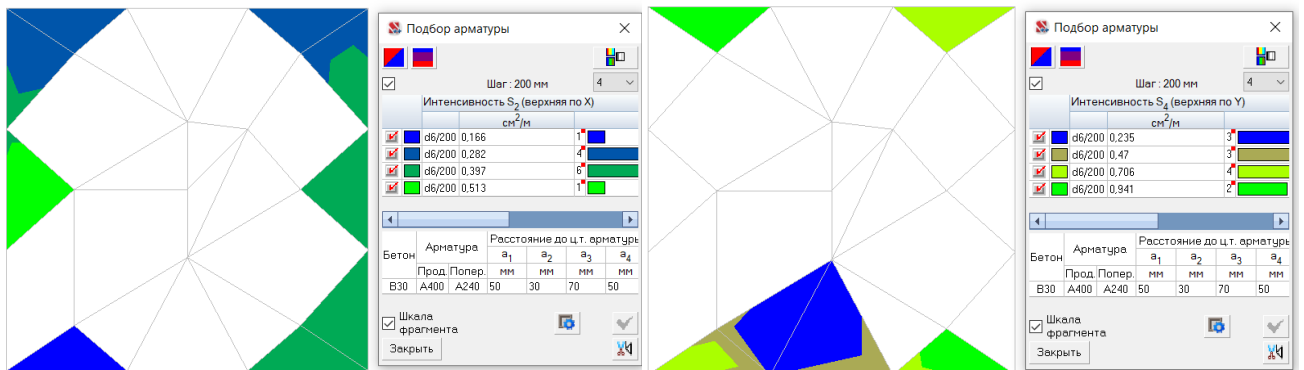 Подбор арматуры
Шаг : 200 мм 4
Интенсивность S2 (верхняя по X)
см2/м
d6/200 0,166 1
d6/200 0,282 4
d6/200 0,397 6
d6/200 0,513 1
Бетон Арматура Расстояние до ц.т. арматуры
a1 a2 a3 a4
Прод. Попер. мм мм мм мм
B30 A400 A240 50 30 70 50
Шкала
фрагмента
Закрыть
Подбор арматуры
Шаг : 200 мм 4
Интенсивность S4 (верхняя по Y)
см2/м
d6/200 0,235 3
d6/200 0,47 3
d6/200 0,706 4
d6/200 0,941 2
Бетон Арматура Расстояние до ц.т. арматуры
a1 a2 a3 a4
Прод. Попер. мм мм мм мм
B30 A400 A240 50 30 70 50
Шкала
фрагмента
Закрыть